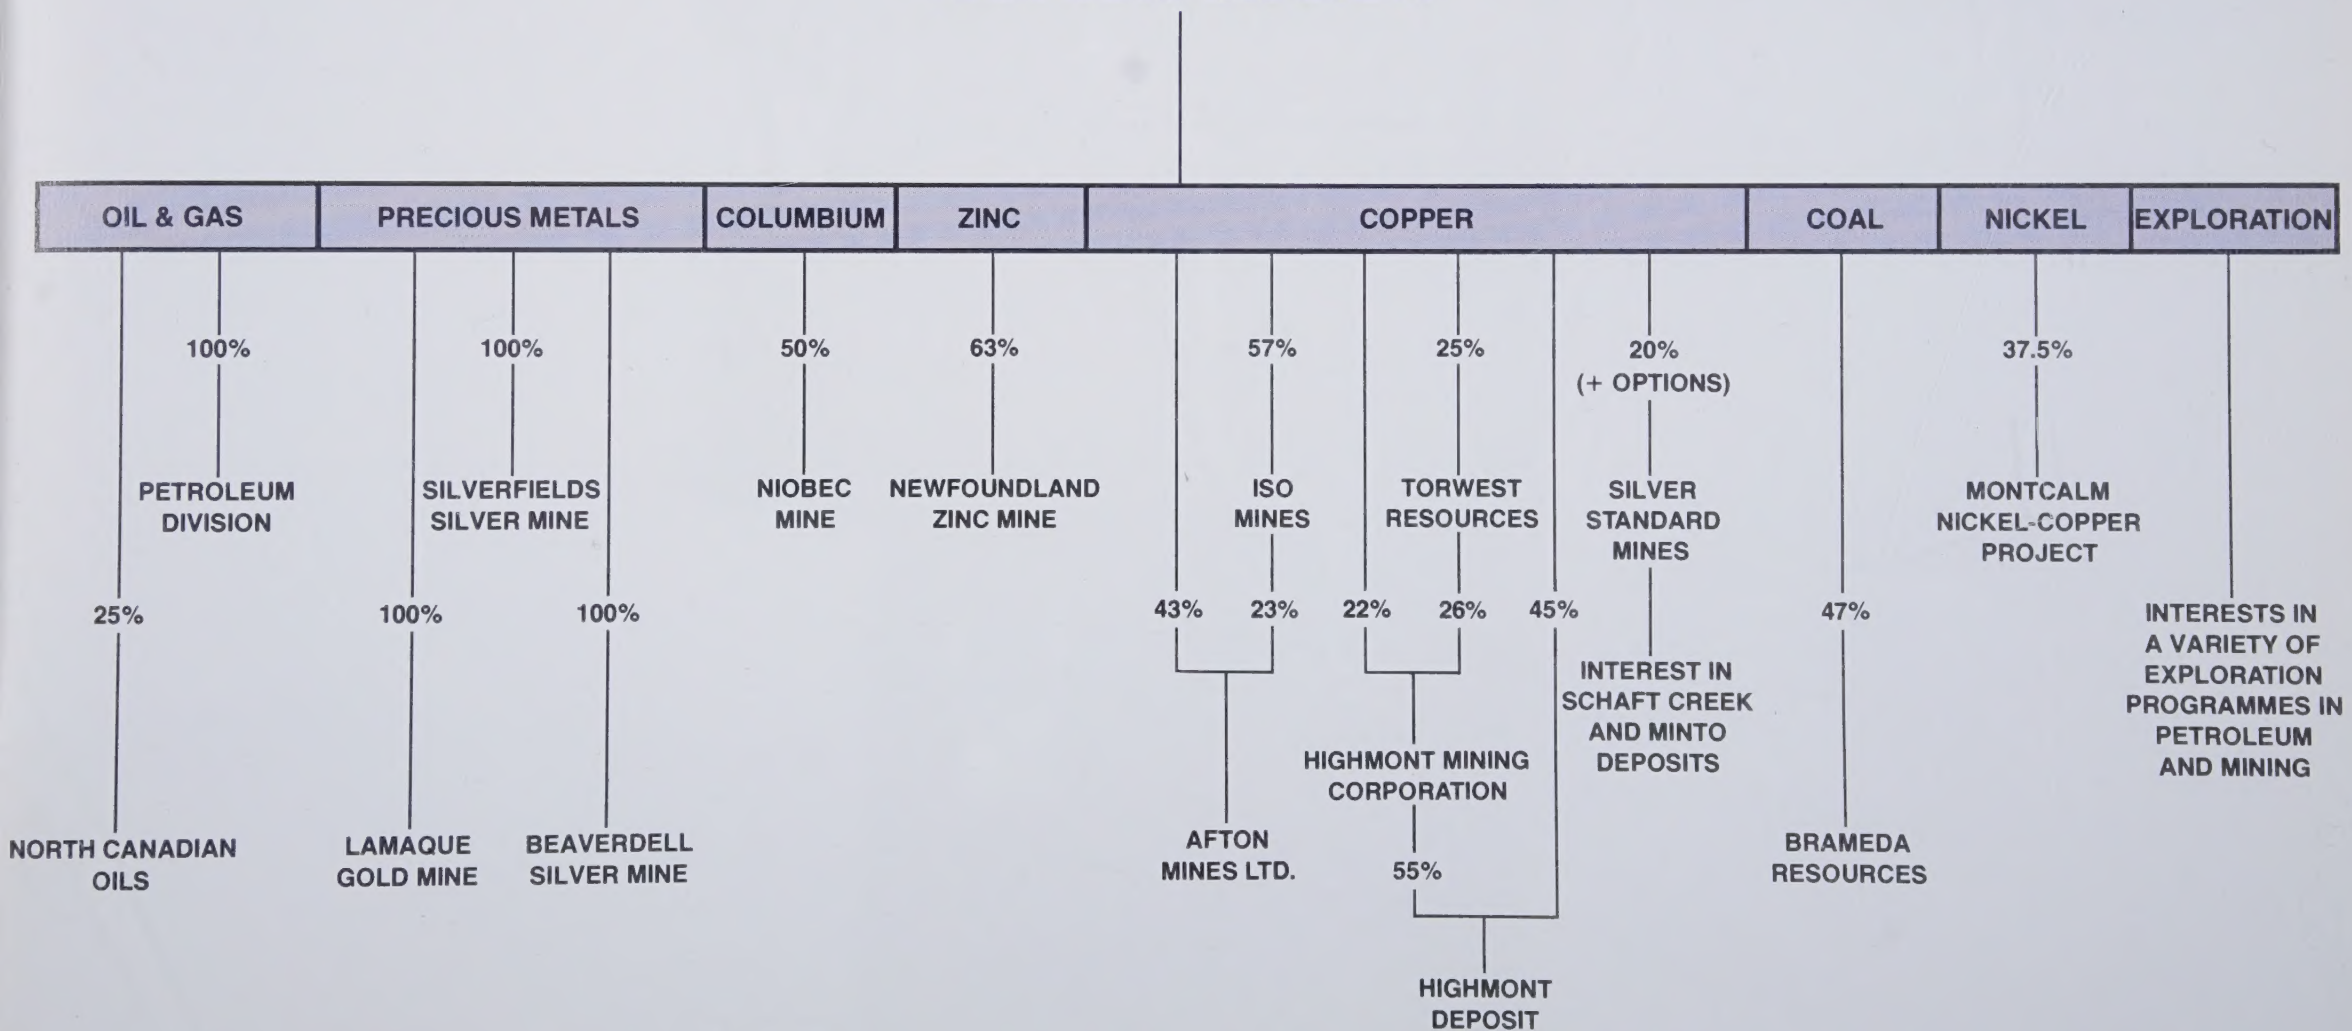 OIL & GAS
PRECIOUS METALS
COLUMBIUM
ZINC
COPPER
COAL
NICKEL
EXPLORATION
100%
100%
50%
63%
57%
25%
20%
(+ OPTIONS)
37.5%
PETROLEUM
DIVISION
SILVERFIELDS
SILVER MINE
NIOBEC
MINE
NEWFOUNDLAND
ZINC MINE
ISO
MINES
TORWEST
RESOURCES
SILVER
STANDARD
MINES
MONTCALM
NICKEL-COPPER
PROJECT
25%
100%
100%
43%
23%
22%
26%
45%
47%
INTERESTS IN
A VARIETY OF
EXPLORATION
PROGRAMMES IN
PETROLEUM
AND MINING
INTEREST IN
SCHAFT CREEK
AND MINTO
DEPOSITS
HIGHMONT MINING
CORPORATION
NORTH CANADIAN
OILS
LAMAQUE
GOLD MINE
BEAVERDELL
SILVER MINE
AFTON
MINES LTD.
55%
BRAMEDA
RESOURCES
HIGHMONT
DEPOSIT